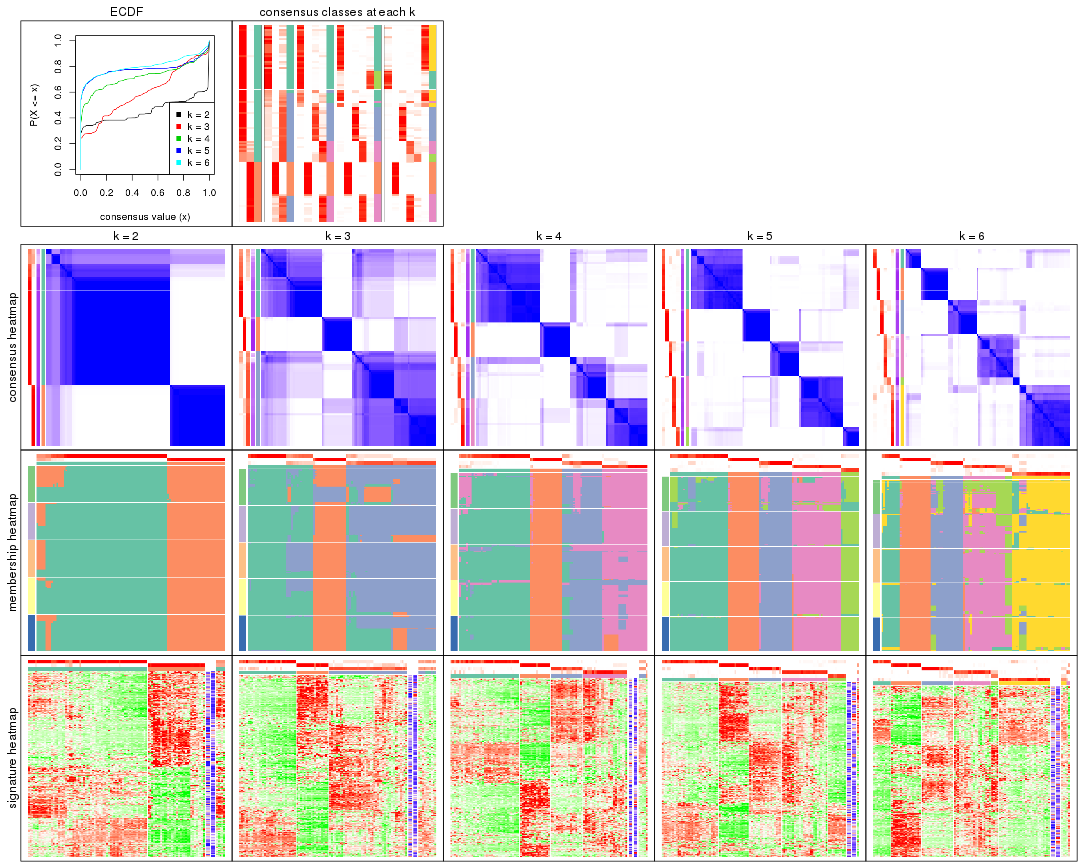 ECDF
consensus classes at each k
P(X <= x)
0.0 0.2 0.4 0.6 0.8 1.0
k = 2
k = 3
k = 4
k = 5
k = 6
0.0 0.2 0.4 0.6 0.8 1.0
consensus value (x)
k = 2 k = 3 k = 4 k = 5 k = 6
consensus heatmap
membership heatmap
signature heatmap